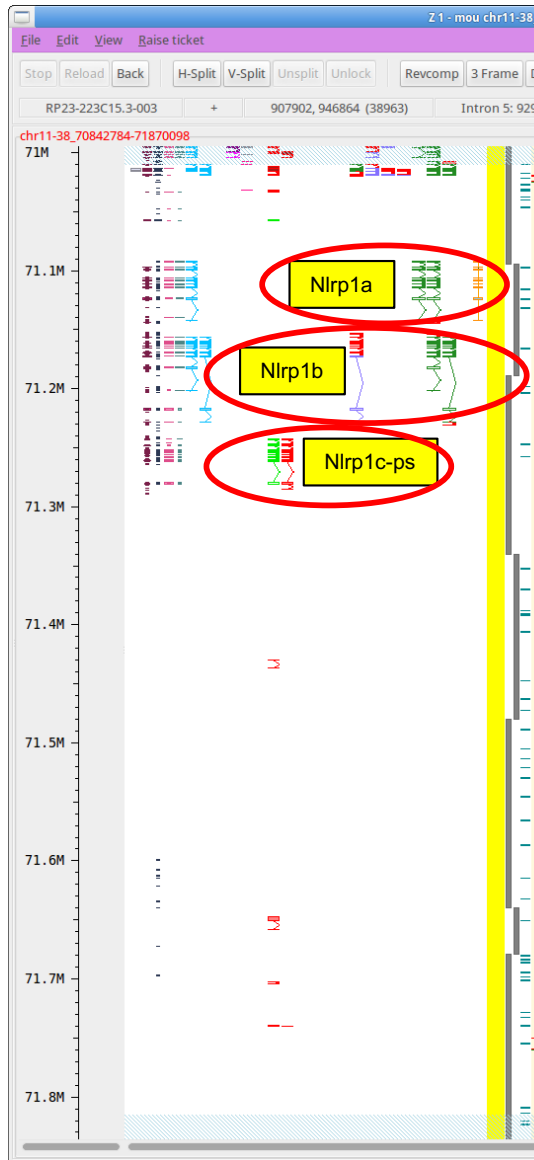 Z 1 - mou chr11-38
File Edit View Raise ticket
Stop Reload Back H-Split V-Split Unsplit Unlock Revcomp 3 Frame
RP23-223C15.3-003 + 907902, 946864 (38963) Intron 5: 929
chr11-38_70842784-71870098
71M
71.1M
Nlrp1a
71.2M
Nlrp1b
Nlrp1c-ps
71.3M
71.4M
71.5M
71.6M
71.7M
71.8M